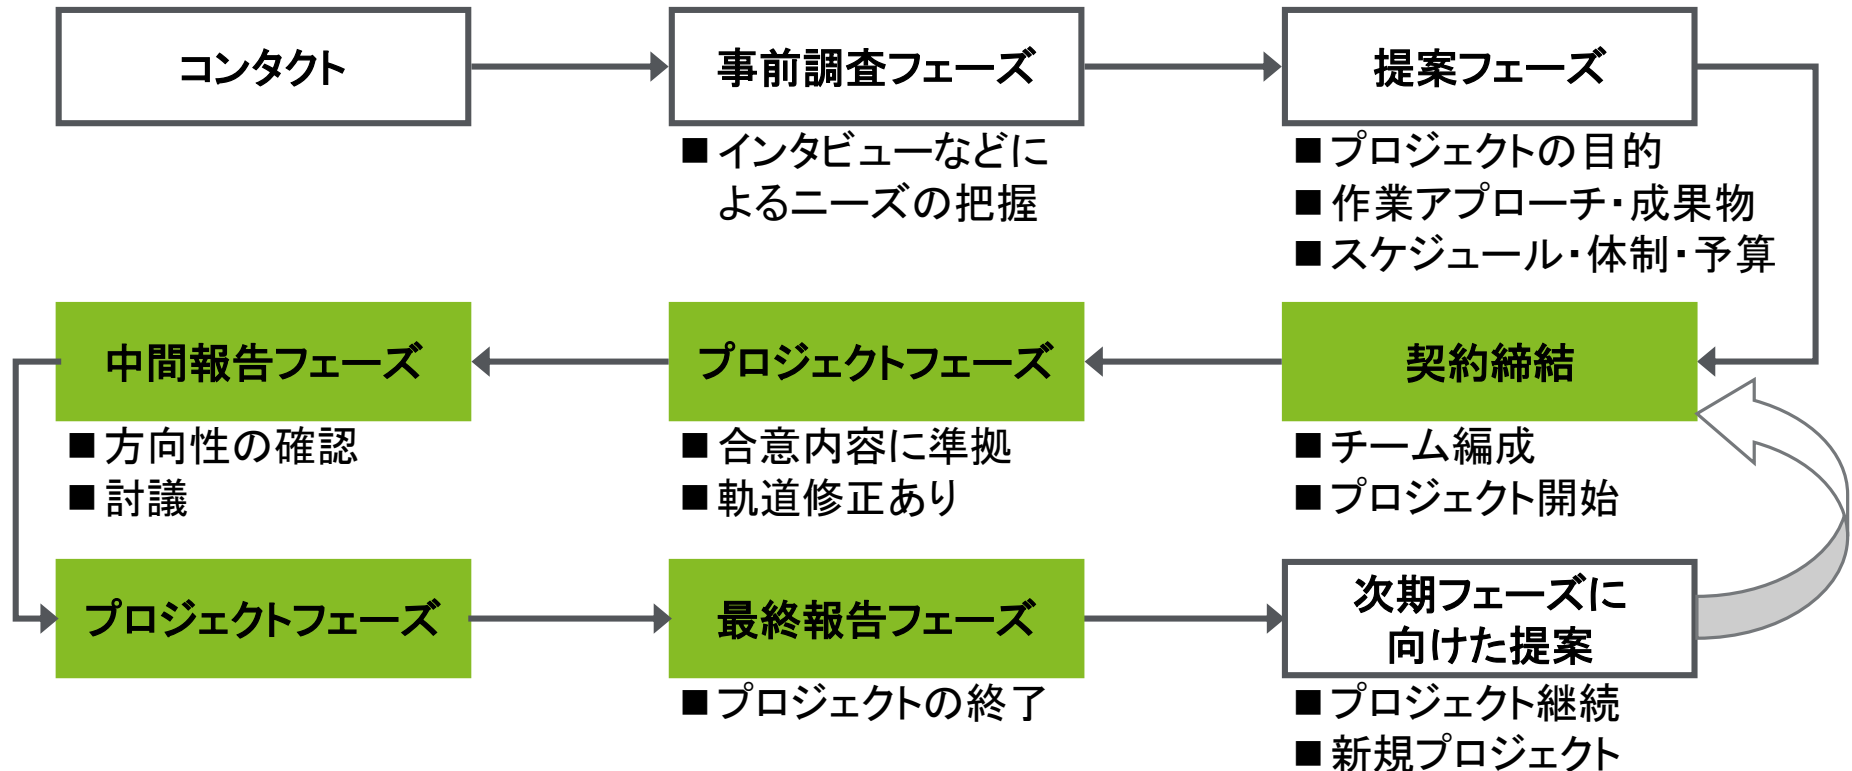 コンタクト
事前調査フェーズ
提案フェーズ
■インタビューなどに
よるニーズの把握
■プロジェクトの目的
■作業アプローチ・成果物
■スケジュール・体制・予算
中間報告フェーズ
プロジェクトフェーズ
契約締結
■方向性の確認
■討議
■合意内容に準拠
■軌道修正あり
■チーム編成
■プロジェクト開始
プロジェクトフェーズ
最終報告フェーズ
次期フェーズに
向けた提案
■プロジェクトの終了
■プロジェクト継続
■新規プロジェクト